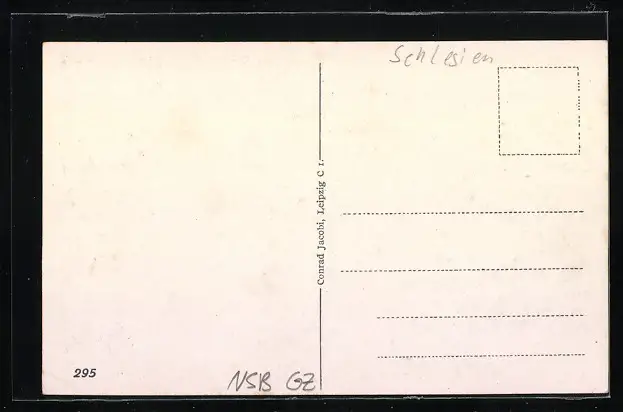 Schlesien
Conrad Jacobi, Leipzig C 1.
295
NSB GZ